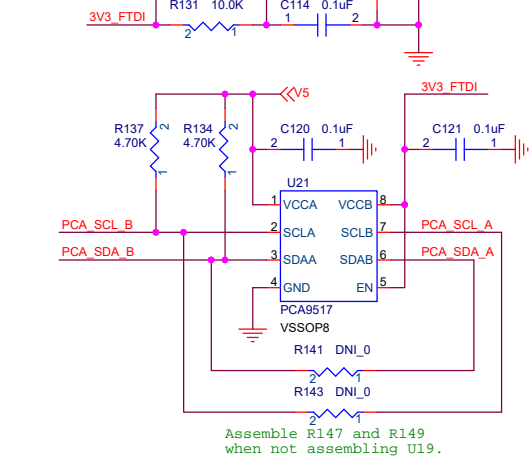 R131 10.0K
C114 0.1uF
3V3_FTDI
2 1
1 2
V5
3V3_FTDI
R137 2
4.70K
1
R134 2
4.70K
1
C120 0.1uF
2 1
C121 0.1uF
2 1
U21
1 VCCA VCCB 8
PCA_SCL_B 2 SCLA SCLB 7 PCA_SCL_A
PCA_SDA_B 3 SDAA SDAB 6 PCA_SDA_A
4 GND EN 5
PCA9517
VSSOP8
R141 DNI_0
2 1
R143 DNI_0
2 1
Assemble R147 and R149
when not assembling U19.